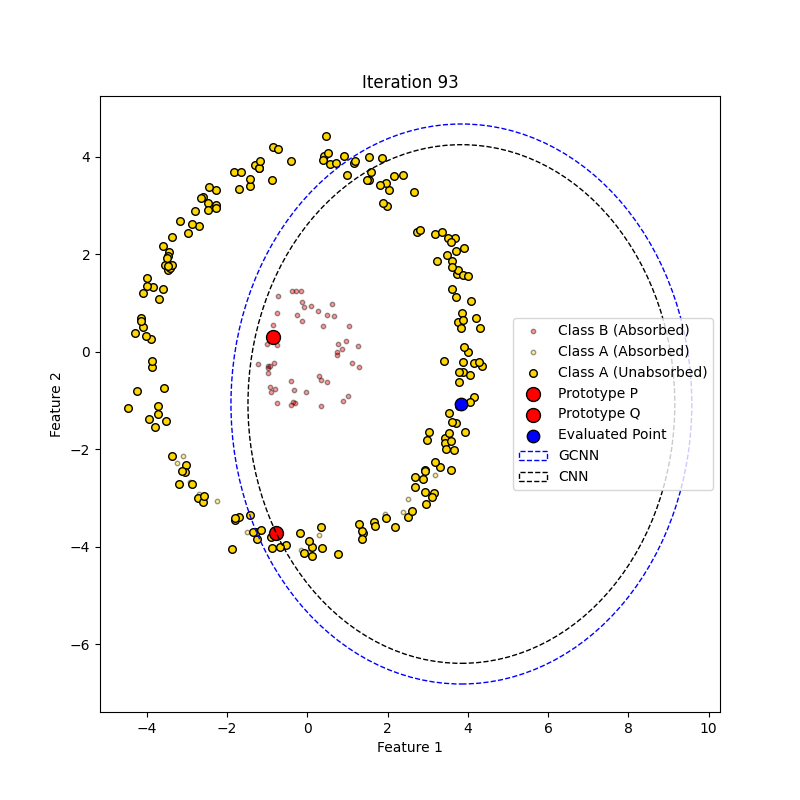 Iteration 93
Feature 2
4
2
0
−2
−4
−6
Class B (Absorbed)
Class A (Absorbed)
Class A (Unabsorbed)
Prototype P
Prototype Q
Evaluated Point
GCNN
CNN
−4 −2 0 2 4 6 8 10
Feature 1